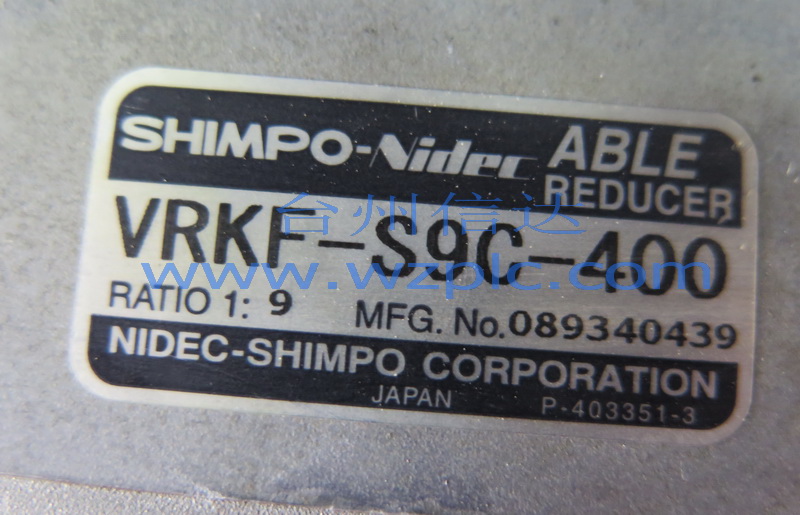 SHIMPO-Nidec ABLE REDUCER
VRKF-S9C-400
台州信达
www.wzplc.com
RATIO 1: 9 MFG. No.089340439
NIDEC-SHIMPO CORPORATION
JAPAN P-403351-3